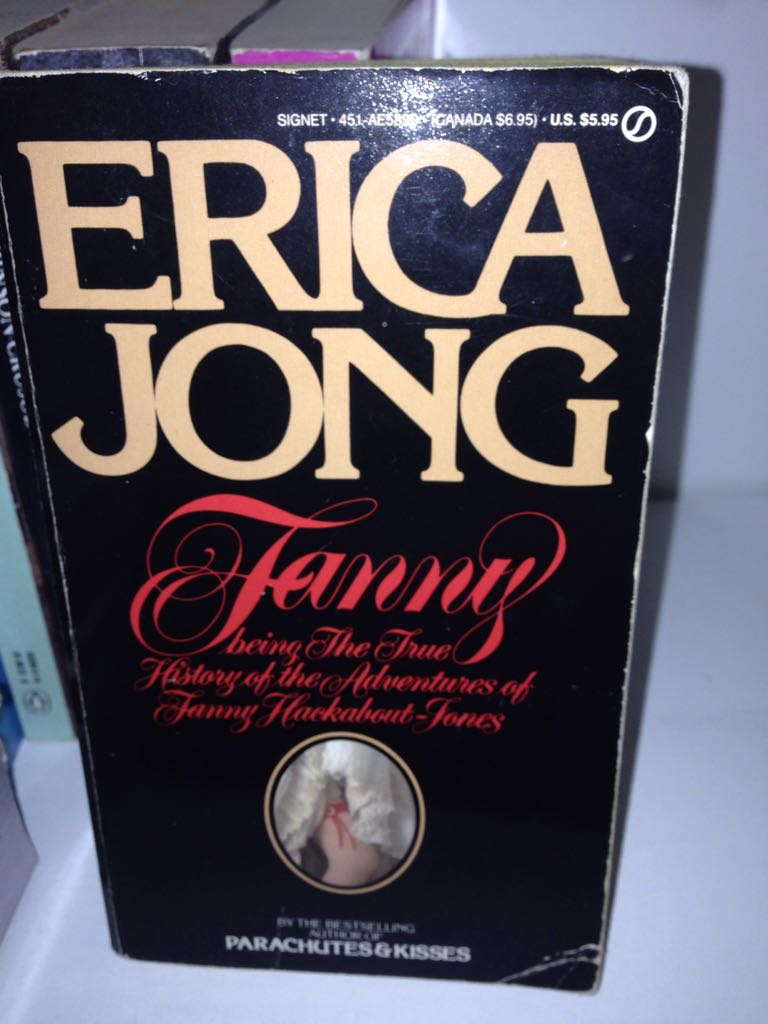 SIGNET • 451-AE5899 • (CANADA $6.95) • U.S. $5.95
ERICA
JONG
Fanny
being The True
History of the Adventures of
Fanny Hackabout-Jones
BY THE BESTSELLING
AUTHOR OF
PARACHUTES & KISSES